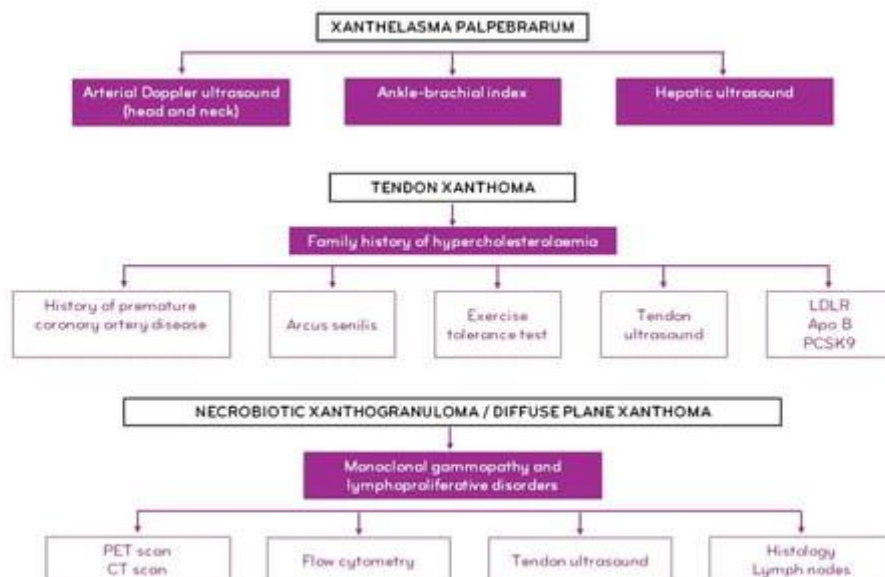 XANTHELASMA PALPEBRARUM
Arterial Doppler ultrasound
(head and neck)
Ankle-brachial index
Hepatic ultrasound
TENDON XANTHOMA
Family history of hypercholesterolaemia
History of premature
coronary artery disease
Arcus senilis
Exercise
tolerance test
Tendon
ultrasound
LDLR
Apo B
PCSK9
NECROBIOTIC XANTHOGRANULOMA / DIFFUSE PLANE XANTHOMA
Monoclonal gammopathy and
lymphoproliferative disorders
PET scan
CT scan
Flow cytometry
Tendon ultrasound
Histology
Lymph nodes